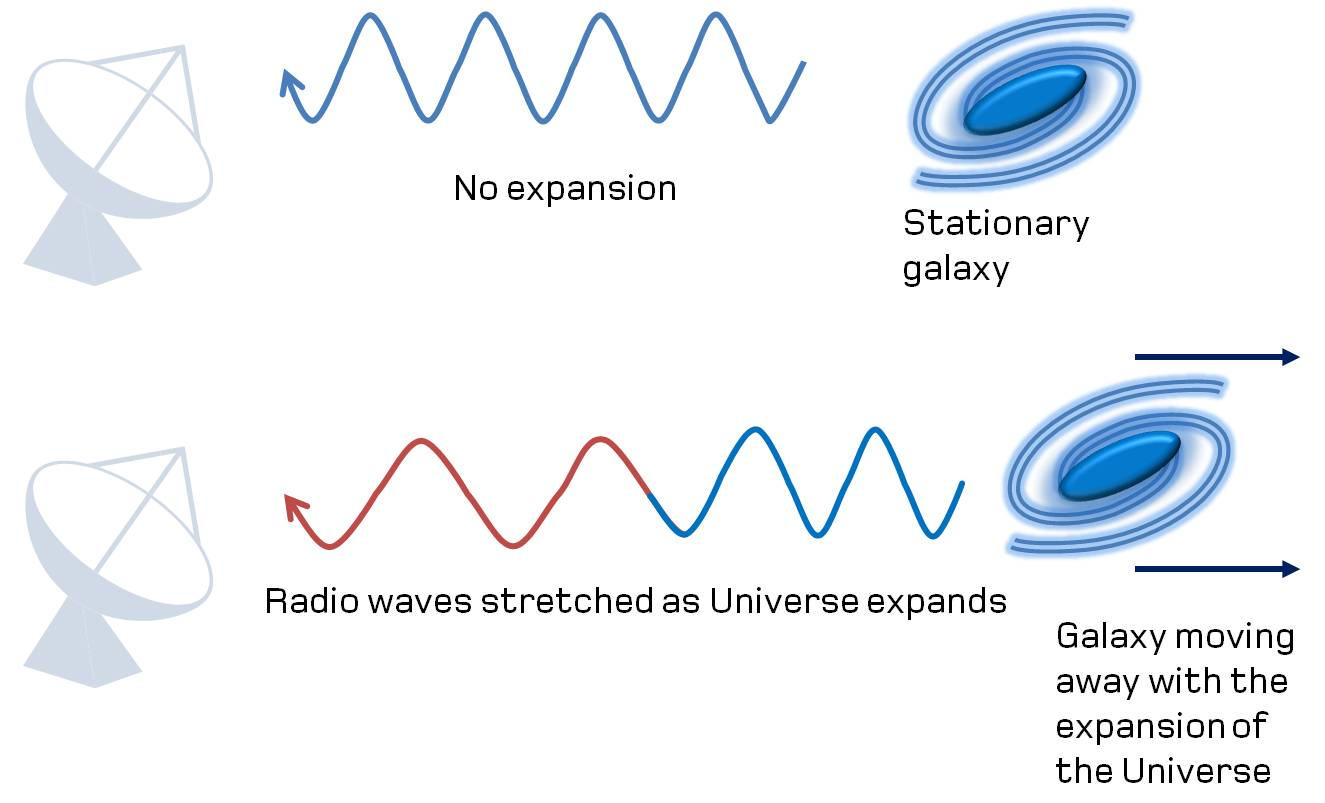 No expansion
Stationary
galaxy
Radio waves stretched as Universe expands
Galaxy moving
away with the
expansion of
the Universe